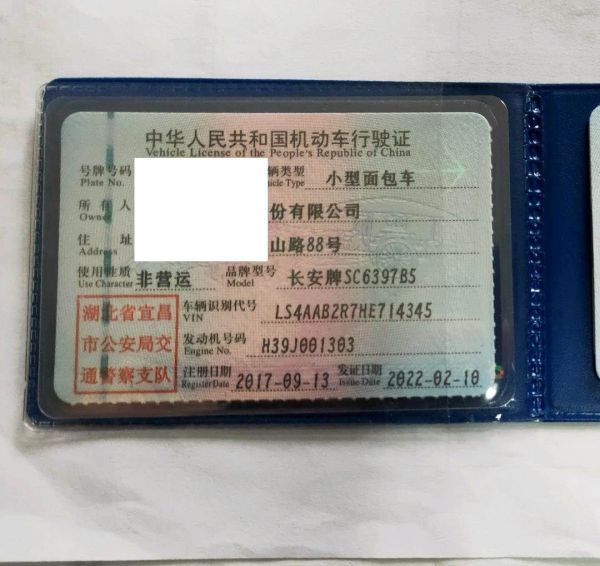 中华人民共和国机动车行驶证
Vehicle License of the People's Republic of China
号牌号码 辆类型 小型面包车
Plate No. ehicle Type
所有人 份有限公司
Owne
住址 山路88号
Address
使用性质 非营运 品牌型号 长安牌SC6397B5
Use Character Model
车辆识别代号 LS4AAB2R7HE714345
VIN
发动机号码 H39J001303
Engine No.
注册日期 2017-09-13 发证日期 2022-02-10
Register Date Issue Date
湖北省宜昌
市公安局交
通警察支队